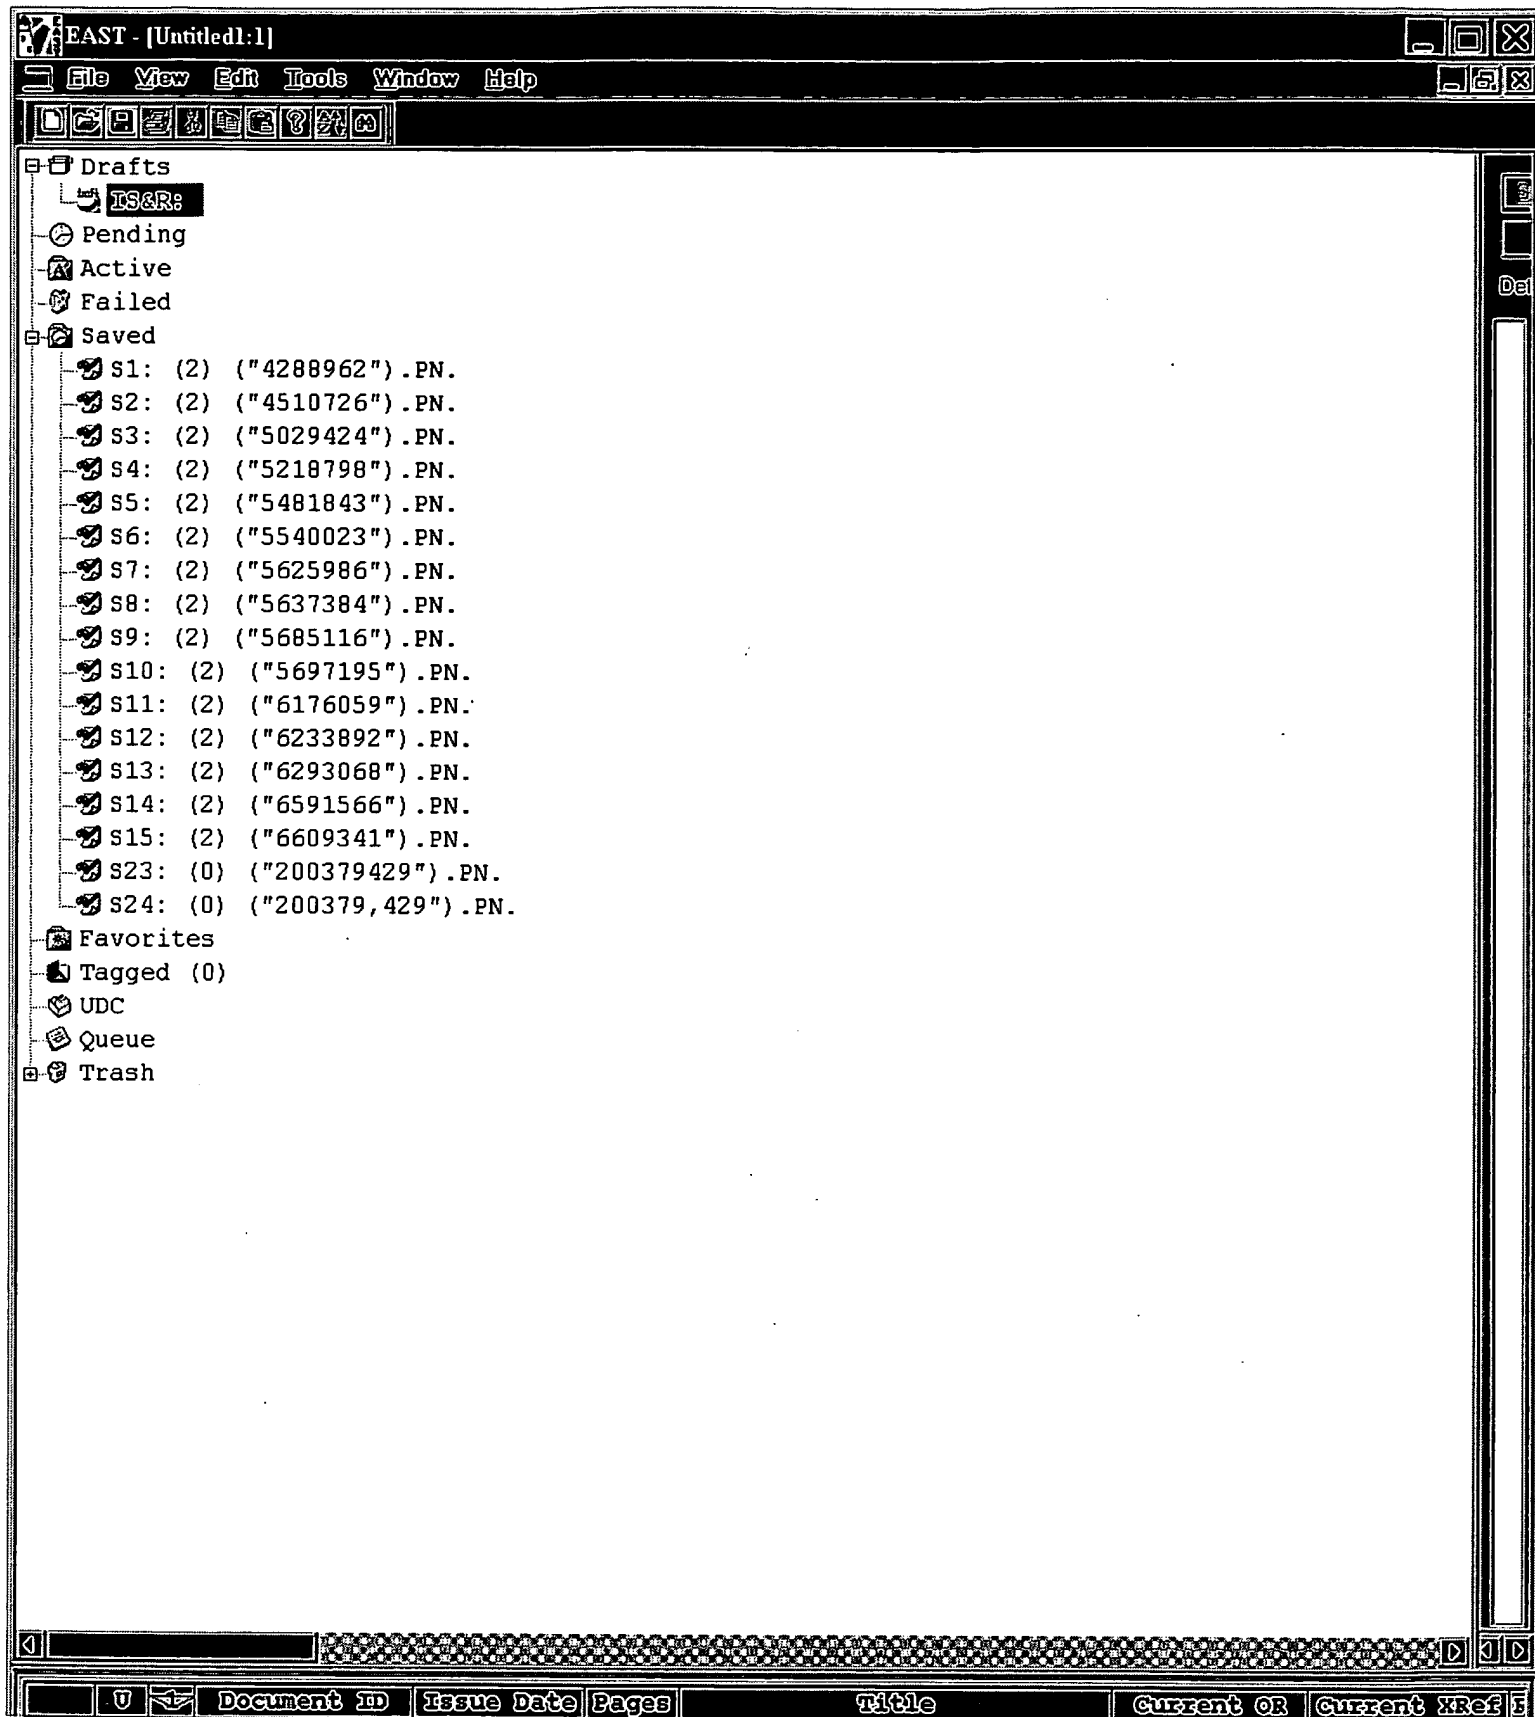 EAST - [Untitled1:1]
File View Edit Tools Window Help
Drafts
IS&R:
Pending
Active
Failed
Saved
S1: (2) ("4288962").PN.
S2: (2) ("4510726").PN.
S3: (2) ("5029424").PN.
S4: (2) ("5218798").PN.
S5: (2) ("5481843").PN.
S6: (2) ("5540023").PN.
S7: (2) ("5625986").PN.
S8: (2) ("5637384").PN.
S9: (2) ("5685116").PN.
S10: (2) ("5697195").PN.
S11: (2) ("6176059").PN.
S12: (2) ("6233892").PN.
S13: (2) ("6293068").PN.
S14: (2) ("6591566").PN.
S15: (2) ("6609341").PN.
S23: (0) ("200379429").PN.
S24: (0) ("200379,429").PN.
Favorites
Tagged (0)
UDC
Queue
Trash
U Document ID Issue Date Pages Title Current OR Current XRef